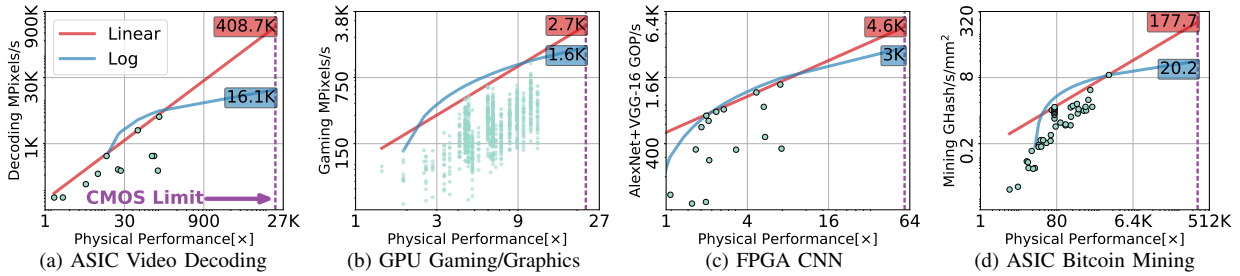 Decoding MPixels/s
900K
30K
1K
Linear
Log
408.7K
16.1K
CMOS Limit
1
30
900
27K
Physical Performance[×]
(a) ASIC Video Decoding
Gaming MPixels/s
3.8K
750
150
2.7K
1.6K
1
3
9
27
Physical Performance[×]
(b) GPU Gaming/Graphics
AlexNet+VGG-16 GOP/s
6.4K
1.6K
400
4.6K
3K
1
4
16
64
Physical Performance[×]
(c) FPGA CNN
Mining GHash/s/mm²
320
88
0.2
177.7
20.2
1
80
6.4K
512K
Physical Performance[×]
(d) ASIC Bitcoin Mining